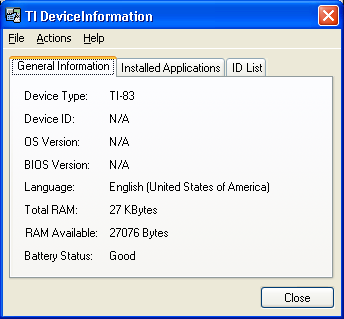 TI DeviceInformation
File Actions Help
General Information Installed Applications ID List
Device Type: TI-83
Device ID: N/A
OS Version: N/A
BIOS Version: N/A
Language: English (United States of America)
Total RAM: 27 KBytes
RAM Available: 27076 Bytes
Battery Status: Good
Close